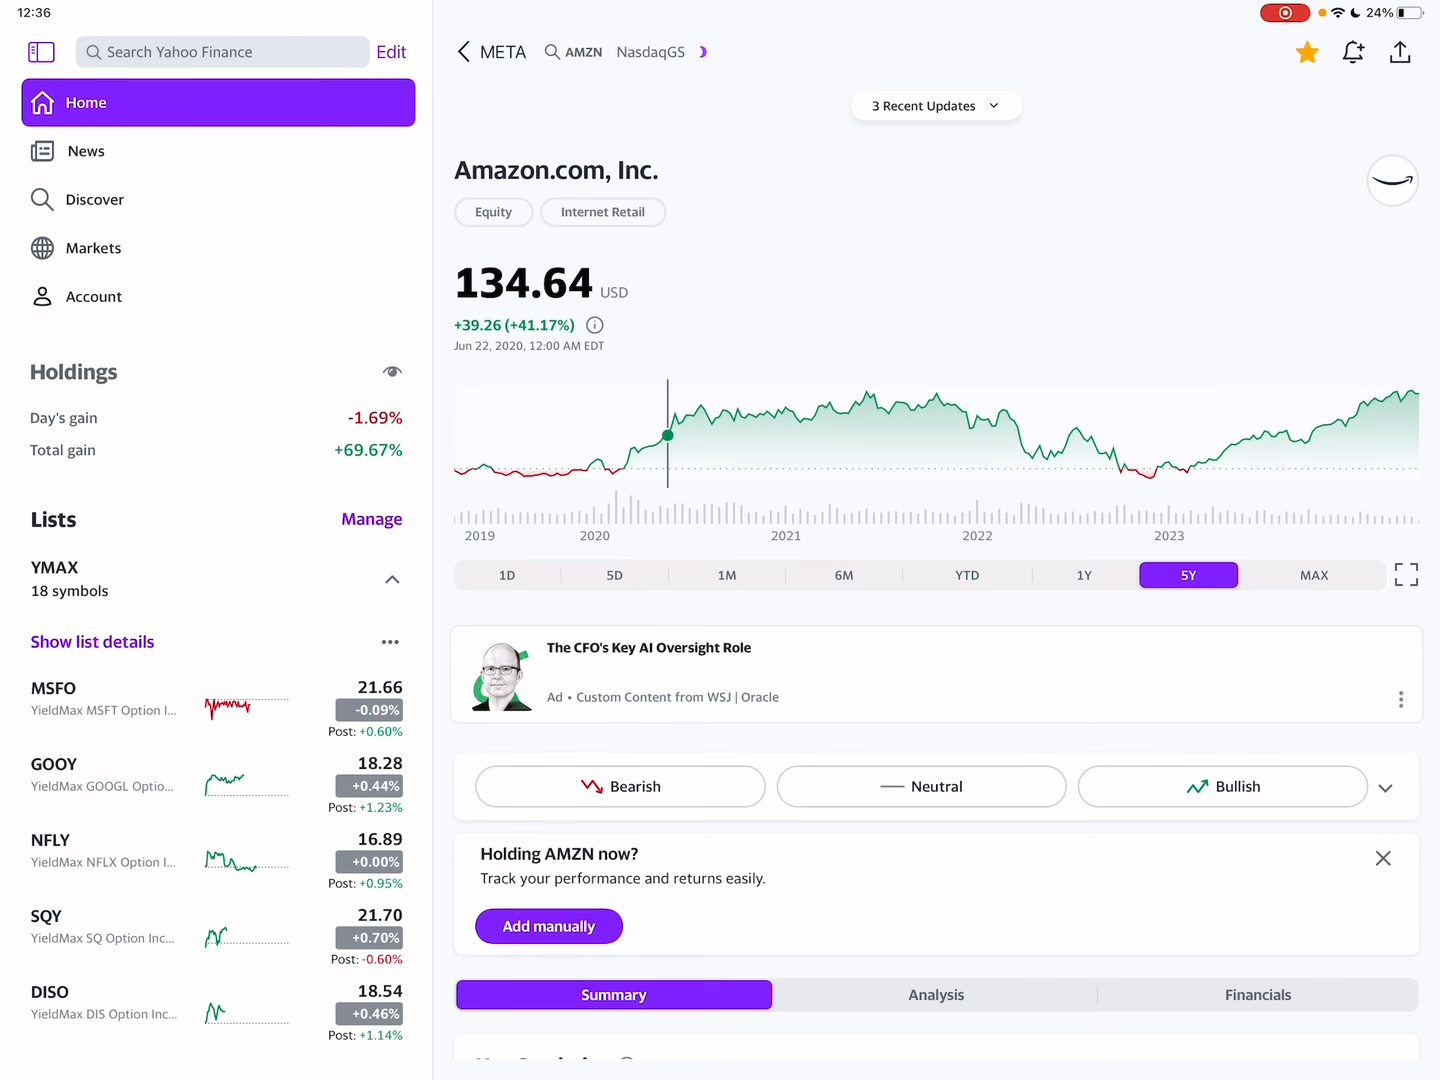 12:36
24%
Search Yahoo Finance
Edit
Home
News
Discover
Markets
Account
Holdings
Day's gain -1.69%
Total gain +69.67%
Lists
Manage
YMAX
18 symbols
Show list details
MSFO 21.66
YieldMax MSFT Option I... -0.09%
Post: +0.60%
GOOY 18.28
YieldMax GOOGL Optio... +0.44%
Post: +1.23%
NFLY 16.89
YieldMax NFLX Option I... +0.00%
Post: +0.95%
SQY 21.70
YieldMax SQ Option Inc... +0.70%
Post: -0.60%
DISO 18.54
YieldMax DIS Option Inc... +0.46%
Post: +1.14%
META AMZN NasdaqGS
3 Recent Updates
Amazon.com, Inc.
Equity Internet Retail
134.64 USD
+39.26 (+41.17%)
Jun 22, 2020, 12:00 AM EDT
2019 2020 2021 2022 2023
1D 5D 1M 6M YTD 1Y 5Y MAX
The CFO's Key AI Oversight Role
Ad • Custom Content from WSJ | Oracle
Bearish Neutral Bullish
Holding AMZN now?
Track your performance and returns easily.
Add manually
Summary Analysis Financials